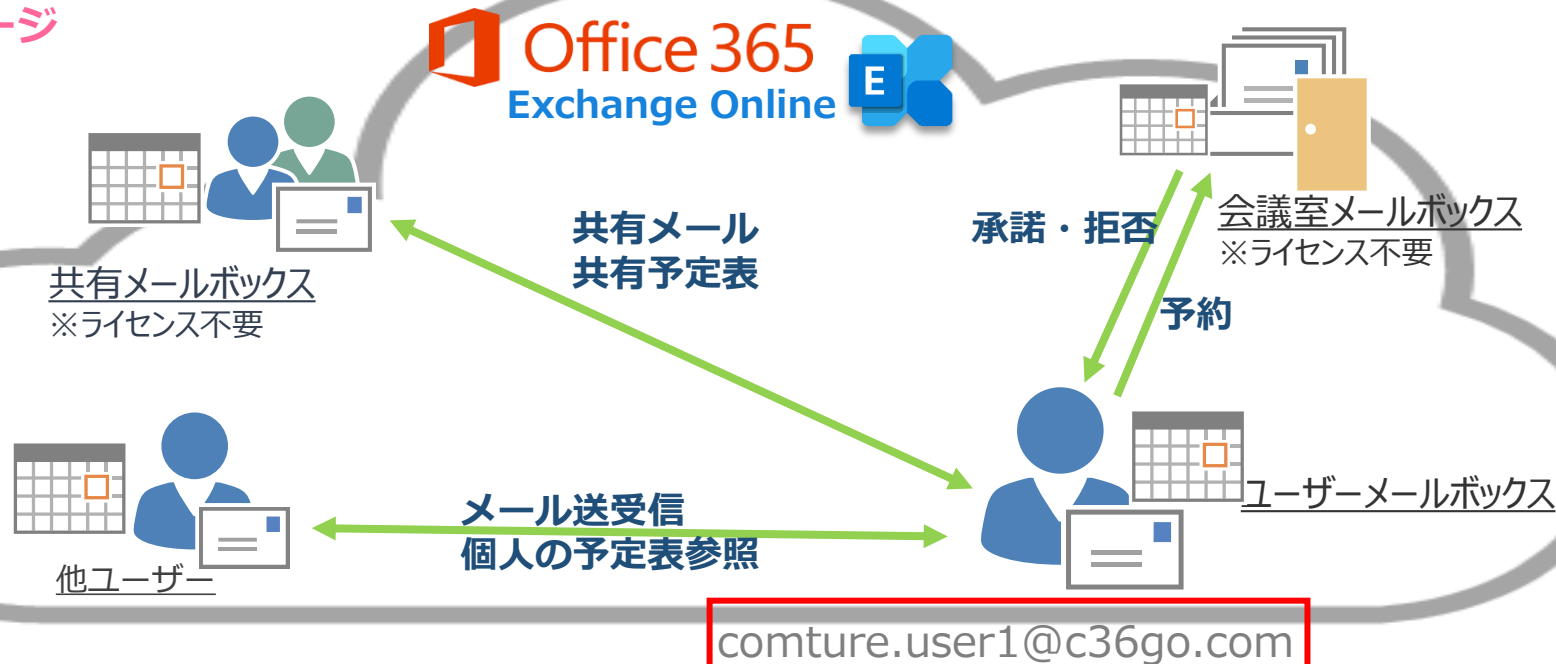 ージ
Office 365
Exchange Online
E
共有メール
共有予定表
承諾・拒否
会議室メールボックス
※ライセンス不要
共有メールボックス
※ライセンス不要
予約
ユーザーメールボックス
メール送受信
個人の予定表参照
他ユーザー
comture.user1@c36go.com